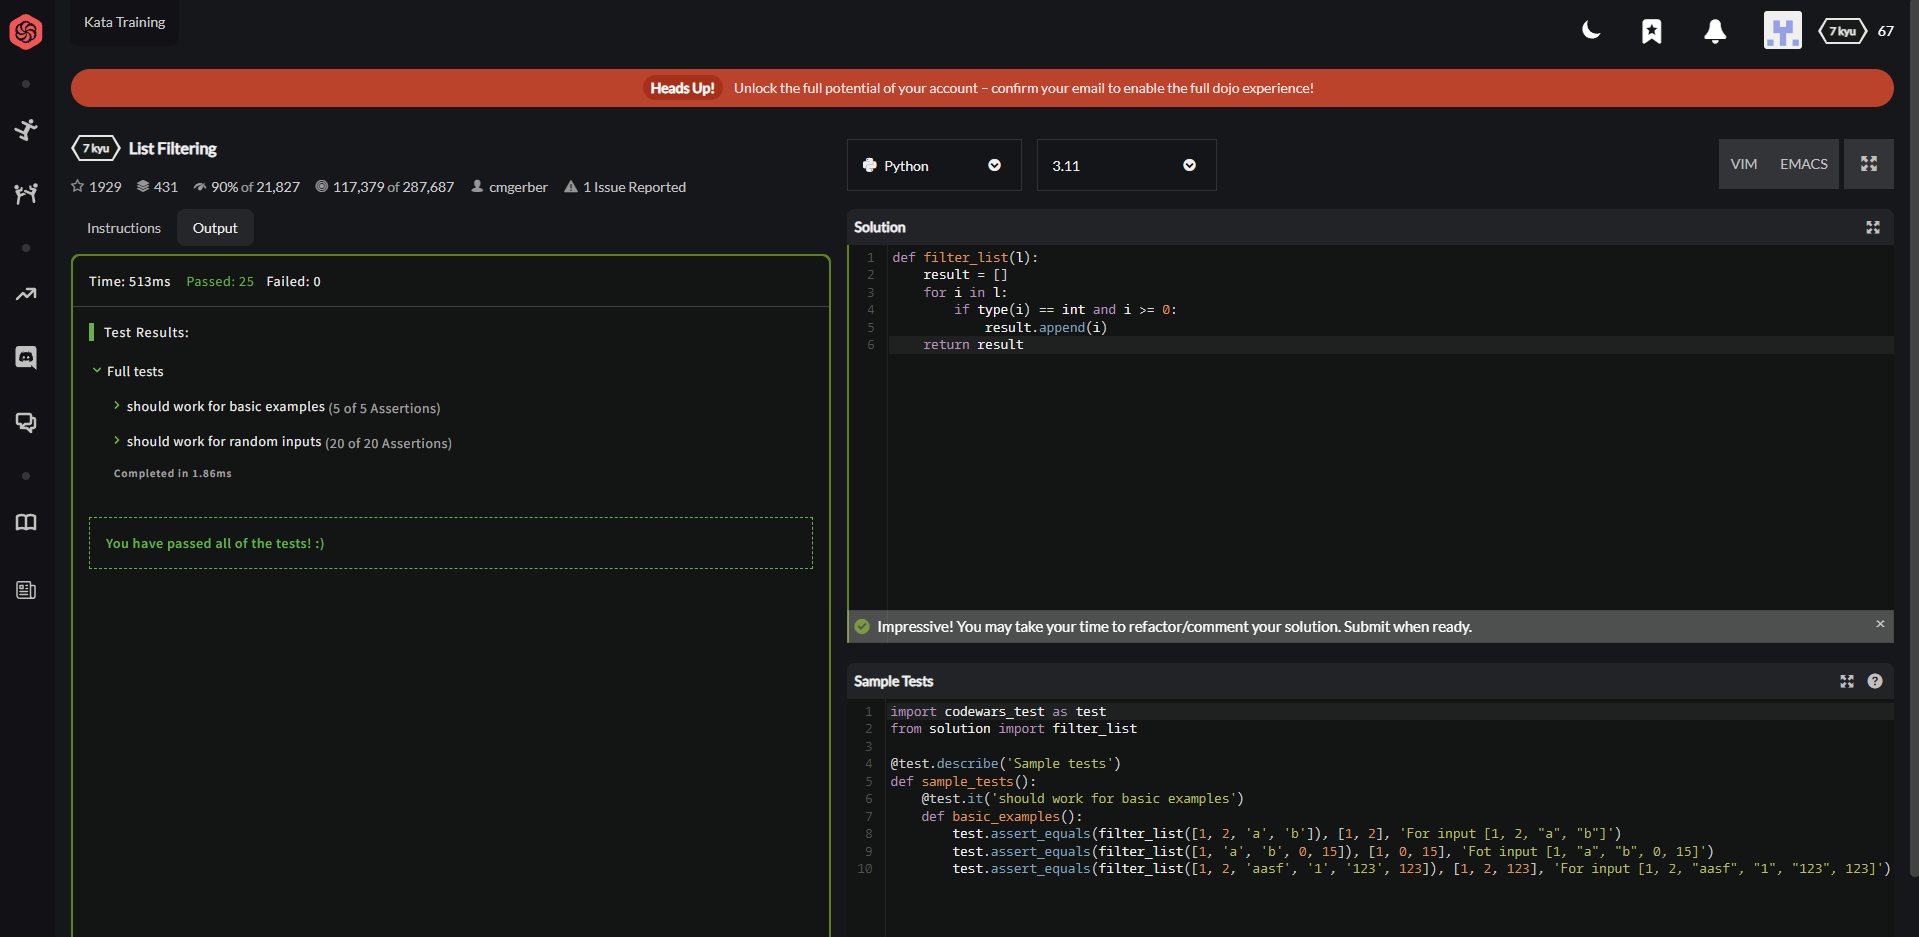 Kata Training
7 kyu 67
Heads Up! Unlock the full potential of your account – confirm your email to enable the full dojo experience!
7 kyu List Filtering
1929 431 90% of 21,827 117,379 of 287,687 cmgerber 1 Issue Reported
Instructions Output
Time: 513ms Passed: 25 Failed: 0
Test Results:
Full tests
should work for basic examples (5 of 5 Assertions)
should work for random inputs (20 of 20 Assertions)
Completed in 1.86ms
You have passed all of the tests! :)
Python 3.11 VIM EMACS
Solution
1 def filter_list(l):
2     result = []
3     for i in l:
4         if type(i) == int and i >= 0:
5             result.append(i)
6     return result
Impressive! You may take your time to refactor/comment your solution. Submit when ready. ×
Sample Tests
1 import codewars_test as test
2 from solution import filter_list
3
4 @test.describe('Sample tests')
5 def sample_tests():
6     @test.it('should work for basic examples')
7     def basic_examples():
8         test.assert_equals(filter_list([1, 2, 'a', 'b']), [1, 2], 'For input [1, 2, "a", "b"]')
9         test.assert_equals(filter_list([1, 'a', 'b', 0, 15]), [1, 0, 15], 'Fot input [1, "a", "b", 0, 15]')
10         test.assert_equals(filter_list([1, 2, 'aasf', '1', '123', 123]), [1, 2, 123], 'For input [1, 2, "aasf", "1", "123", 123]')